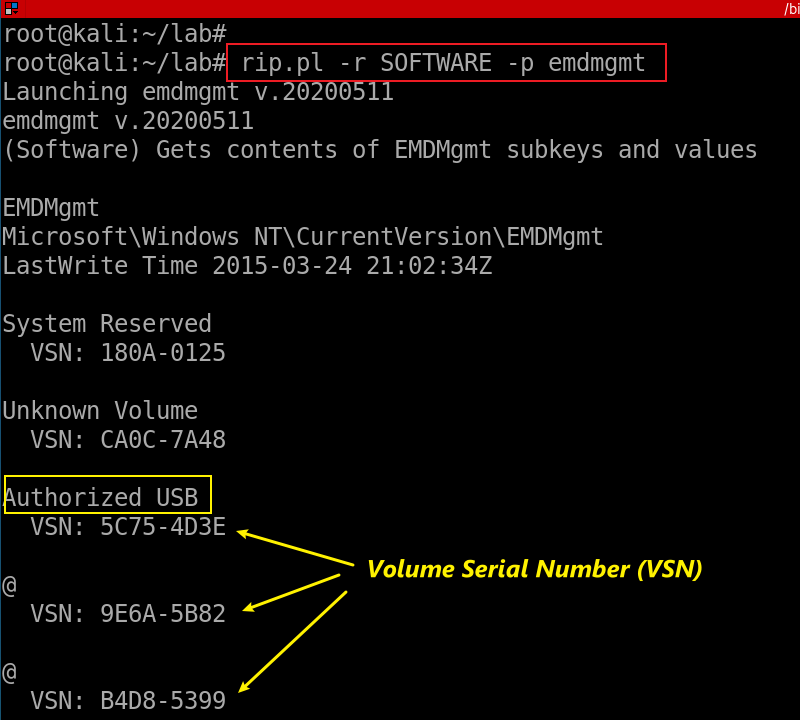 /bi
root@kali:~/lab#
root@kali:~/lab# rip.pl -r SOFTWARE -p emdmgmt
Launching emdmgmt v.20200511
emdmgmt v.20200511
(Software) Gets contents of EMDMgmt subkeys and values
EMDMgmt
Microsoft\Windows NT\CurrentVersion\EMDMgmt
LastWrite Time 2015-03-24 21:02:34Z
System Reserved
VSN: 180A-0125
Unknown Volume
VSN: CA0C-7A48
Authorized USB
VSN: 5C75-4D3E
Volume Serial Number (VSN)
@
VSN: 9E6A-5B82
@
VSN: B4D8-5399